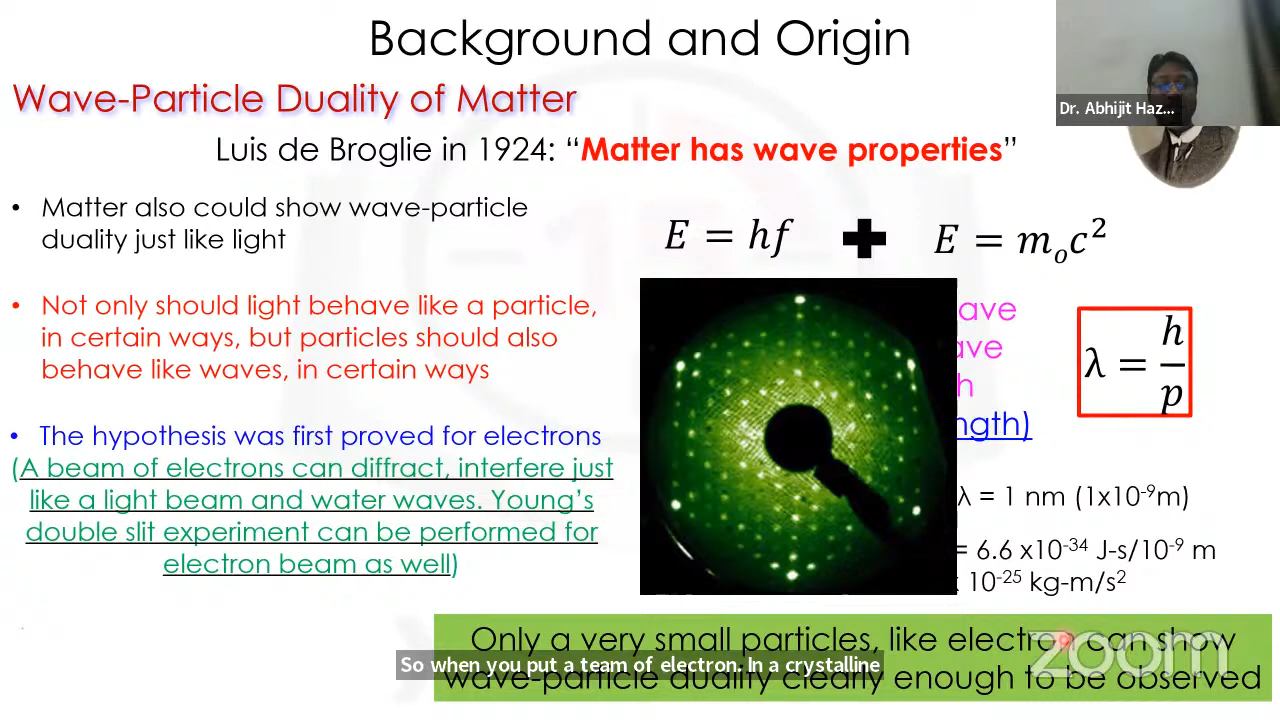 Background and Origin
Dr. Abhijit Haz...
Wave-Particle Duality of Matter
Luis de Broglie in 1924: “Matter has wave properties”
• Matter also could show wave-particle
duality just like light
E = hf + E = mₒc²
• Not only should light behave like a particle,
in certain ways, but particles should also
behave like waves, in certain ways
ave
ave
h
ngth)
λ = h/p
• The hypothesis was first proved for electrons
(A beam of electrons can diffract, interfere just
like a light beam and water waves. Young’s
double slit experiment can be performed for
electron beam as well)
λ = 1 nm (1x10⁻⁹m)
= 6.6 x10⁻³⁴ J-s/10⁻⁹ m
x 10⁻²⁵ kg-m/s²
Only a very small particles, like electron can show
wave-particle duality clearly enough to be observed
So when you put a team of electron. In a crystalline
zoom